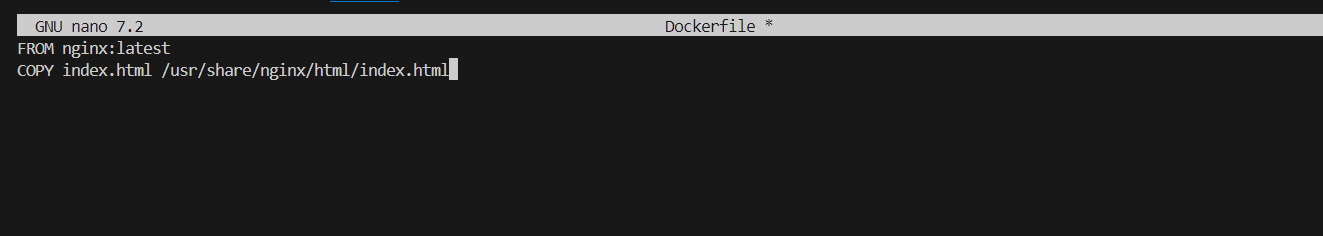 GNU nano 7.2 Dockerfile *
FROM nginx:latest
COPY index.html /usr/share/nginx/html/index.html